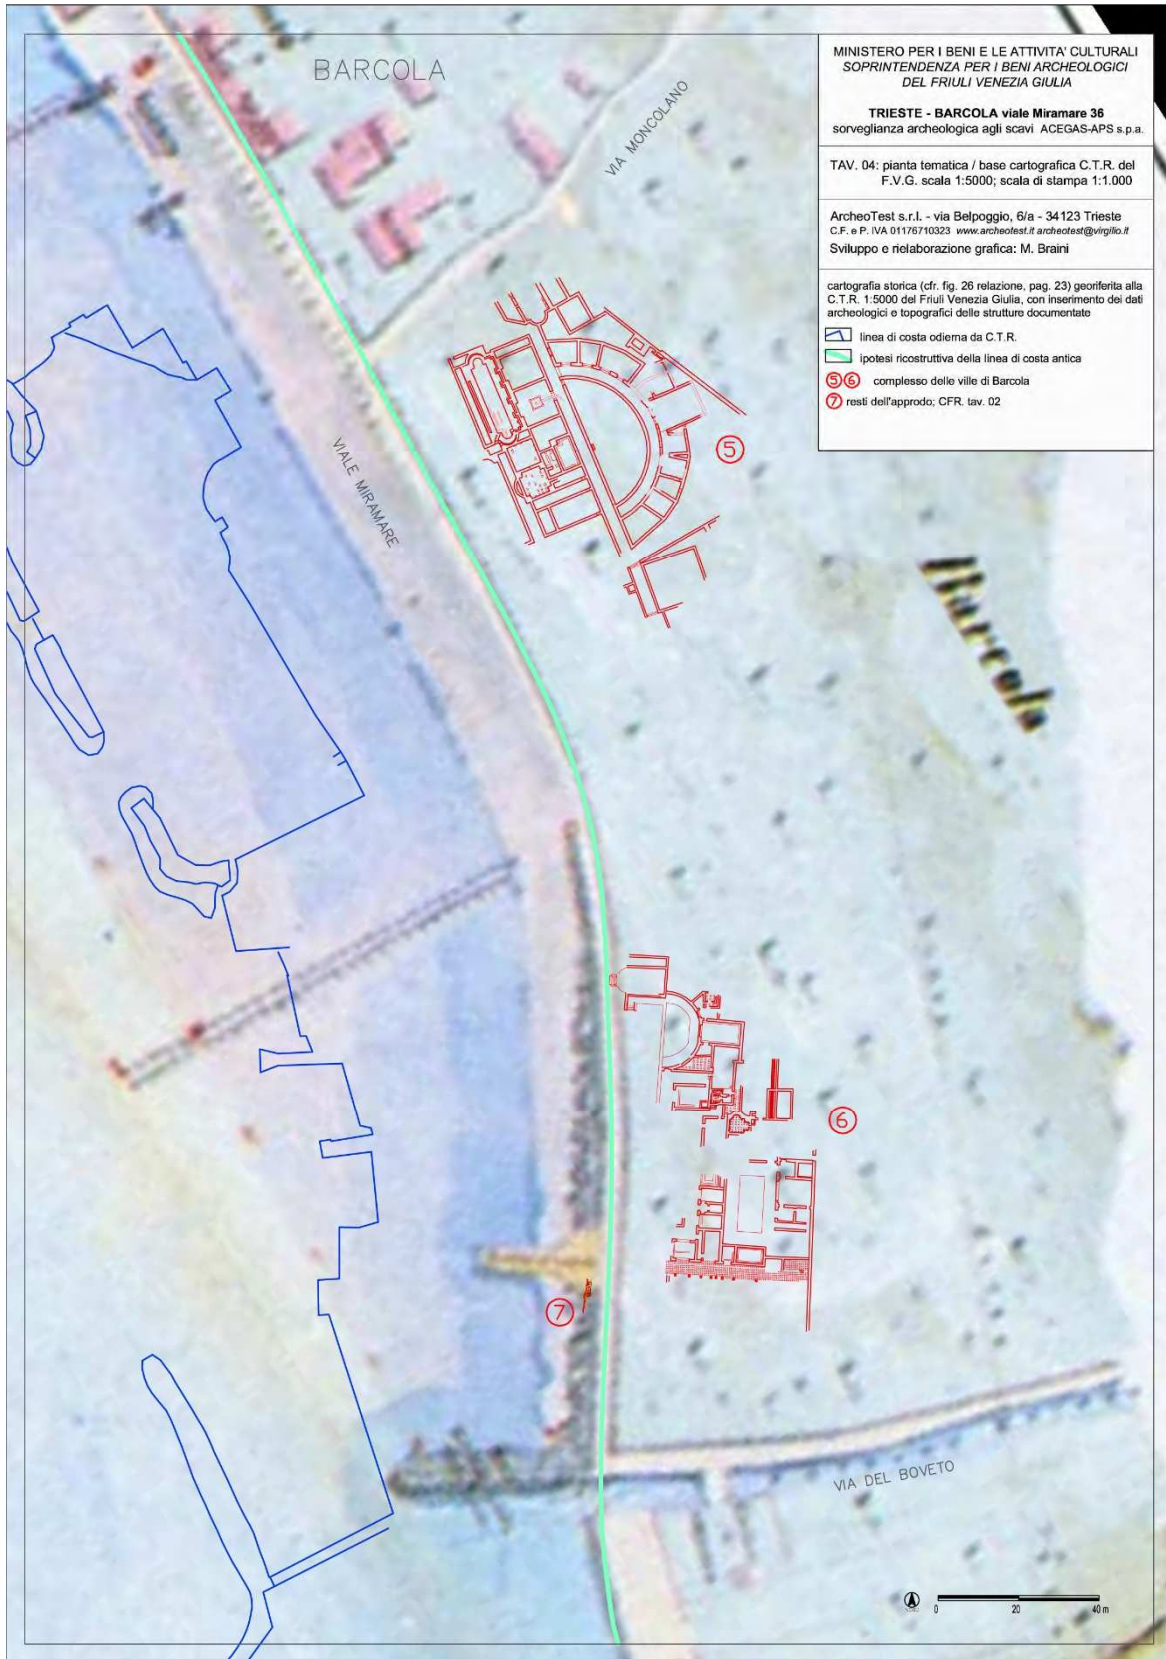 BARCOLA
VIA MONCOLANO
MINISTERO PER I BENI E LE ATTIVITA' CULTURALI
SOPRINTENDENZA PER I BENI ARCHEOLOGICI
DEL FRIULI VENEZIA GIULIA
TRIESTE - BARCOLA viale Miramare 36
sorveglianza archeologica agli scavi ACEGAS-APS s.p.a.
TAV. 04: pianta tematica / base cartografica C.T.R. del
F.V.G. scala 1:5000; scala di stampa 1:1.000
ArcheoTest s.r.l. - via Belpoggio, 6/a - 34123 Trieste
C.F. e P. IVA 01176710323 www.archeotest.it archeotest@virgilio.it
Sviluppo e rielaborazione grafica: M. Braini
cartografia storica (cfr. fig. 26 relazione, pag. 23) georiferita alla
C.T.R. 1:5000 del Friuli Venezia Giulia, con inserimento dei dati
archeologici e topografici delle strutture documentate
linea di costa odierna da C.T.R.
ipotesi ricostruttiva della linea di costa antica
5 6 complesso delle ville di Barcola
7 resti dell'approdo; CFR. tav. 02
VIALE MIRAMARE
5
Barcola
6
7
VIA DEL BOVETO
0 20 40 m